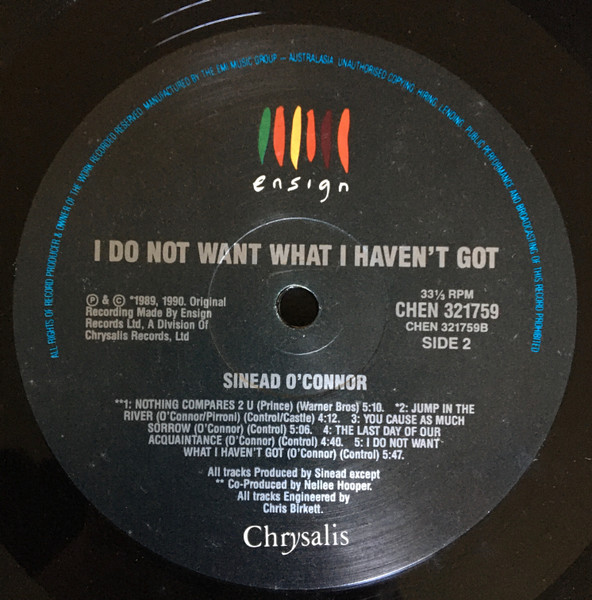 ALL RIGHTS OF RECORD PRODUCER & OWNER OF THE WORK RECORDED RESERVED. MANUFACTURED BY THE EMI MUSIC GROUP – AUSTRALASIA. UNAUTHORISED COPYING, HIRING, LENDING, PUBLIC PERFORMANCE AND BROADCASTING OF THIS RECORD PROHIBITED
ensign
I DO NOT WANT WHAT I HAVEN'T GOT
℗ & © *1989, 1990. Original
Recording Made By Ensign
Records Ltd, A Division Of
Chrysalis Records, Ltd
33⅓ RPM
CHEN 321759
CHEN 321759B
SIDE 2
SINEAD O'CONNOR
**1: NOTHING COMPARES 2 U (Prince) (Warner Bros) 5:10. *2: JUMP IN THE
RIVER (O'Connor/Pirroni) (Control/Castle) 4:12. 3: YOU CAUSE AS MUCH
SORROW (O'Connor) (Control) 5:06. 4: THE LAST DAY OF OUR
ACQUAINTANCE (O'Connor) (Control) 4:40. 5: I DO NOT WANT
WHAT I HAVEN'T GOT (O'Connor) (Control) 5:47.
All tracks Produced by Sinead except
** Co-Produced by Nellee Hooper.
All tracks Engineered by
Chris Birkett.
Chrysalis